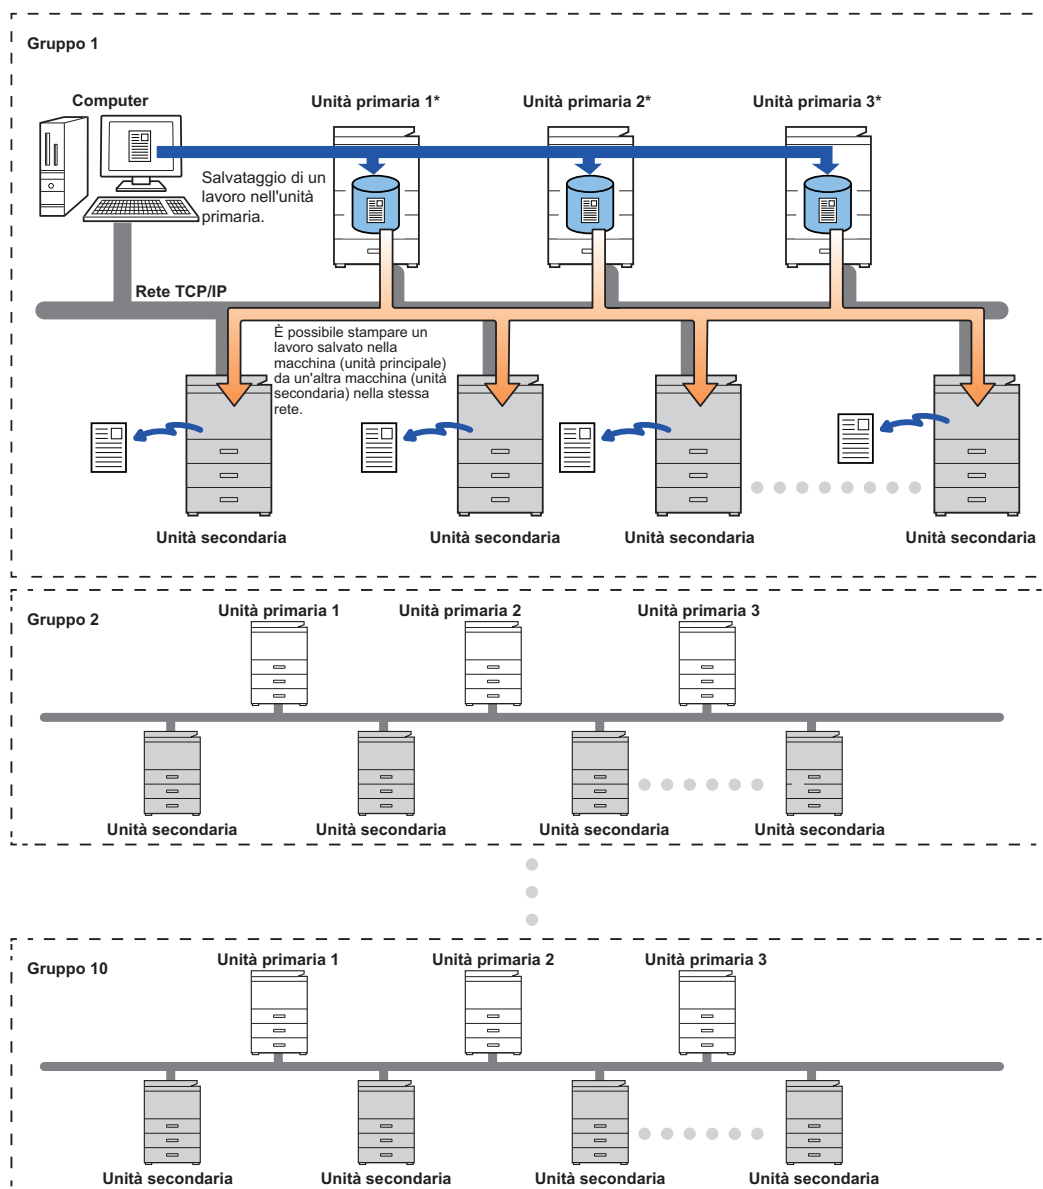 Gruppo 1
Computer
Unità primaria 1*
Unità primaria 2*
Unità primaria 3*
Salvataggio di un
lavoro nell'unità
primaria.
Rete TCP/IP
È possibile stampare un
lavoro salvato nella
macchina (unità principale)
da un'altra macchina (unità
secondaria) nella stessa
rete.
Unità secondaria
Unità secondaria
Unità secondaria
Unità secondaria
Gruppo 2
Unità primaria 1
Unità primaria 2
Unità primaria 3
Unità secondaria
Unità secondaria
Unità secondaria
Unità secondaria
Gruppo 10
Unità primaria 1
Unità primaria 2
Unità primaria 3
Unità secondaria
Unità secondaria
Unità secondaria
Unità secondaria